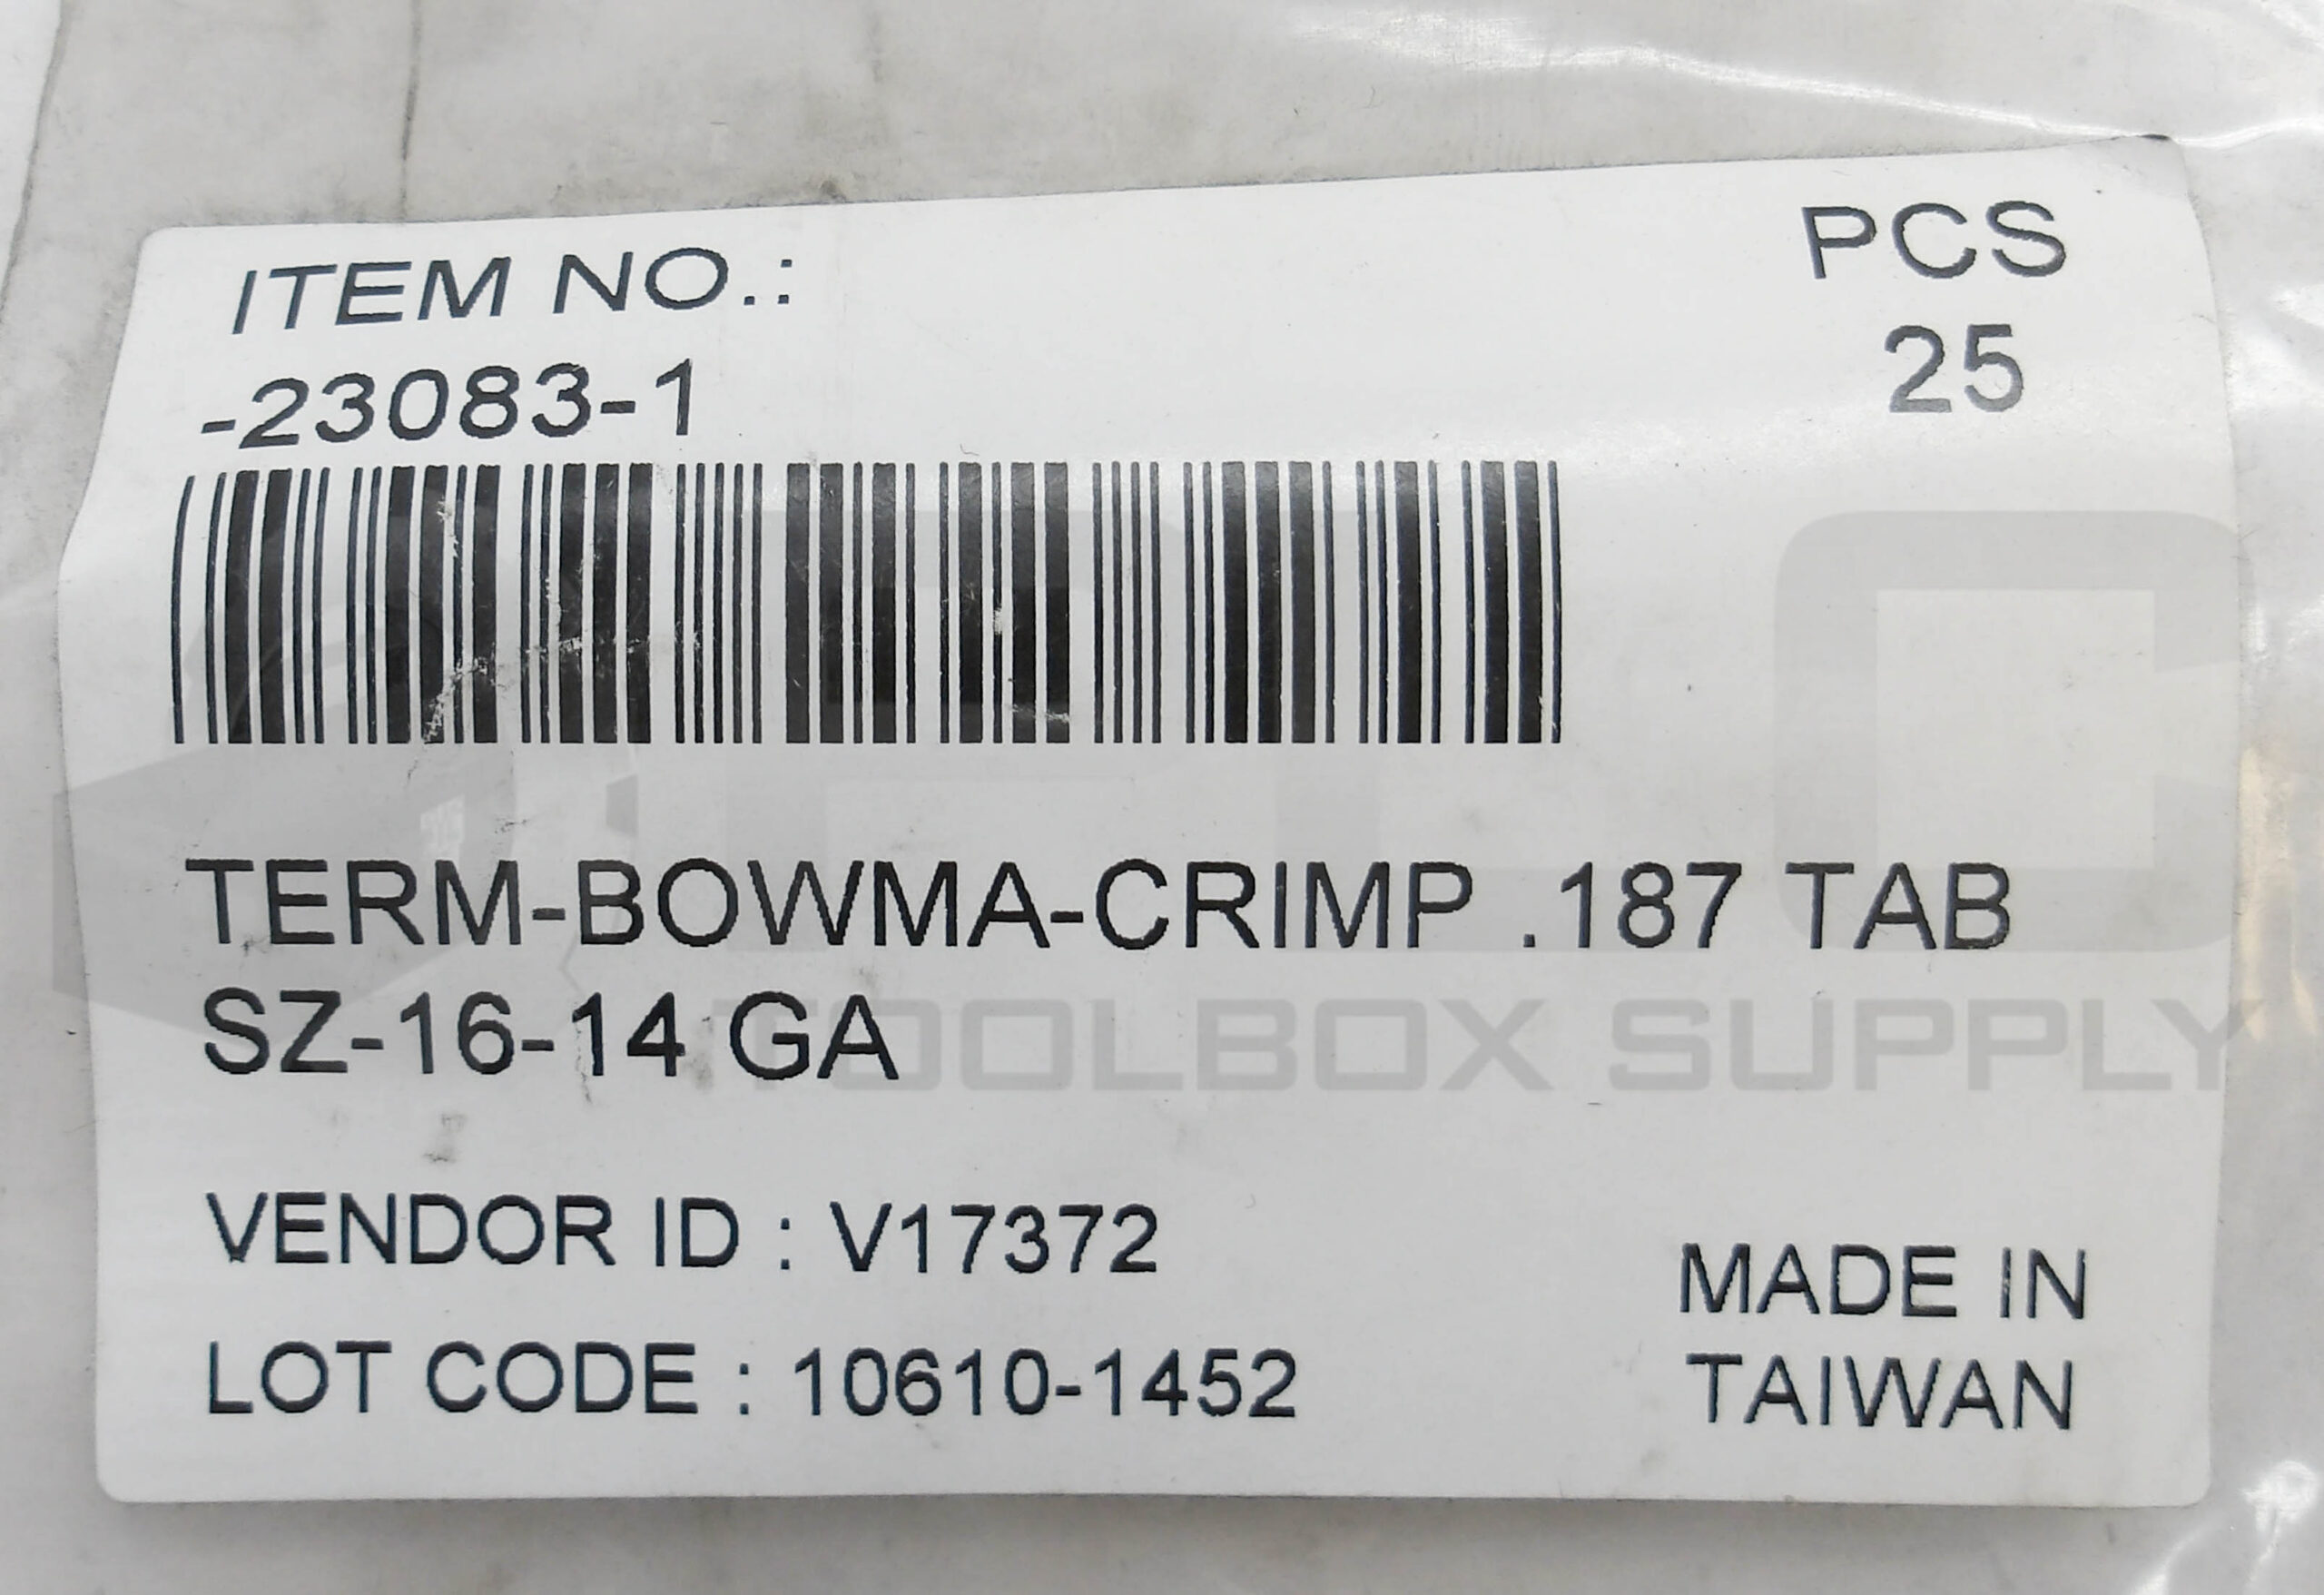 ITEM NO.:
PCS
-23083-1
25
TERM-BOWMA-CRIMP .187 TAB
SZ-16-14 GA
TOOLBOX SUPPLY
VENDOR ID : V17372
MADE IN
LOT CODE : 10610-1452
TAIWAN